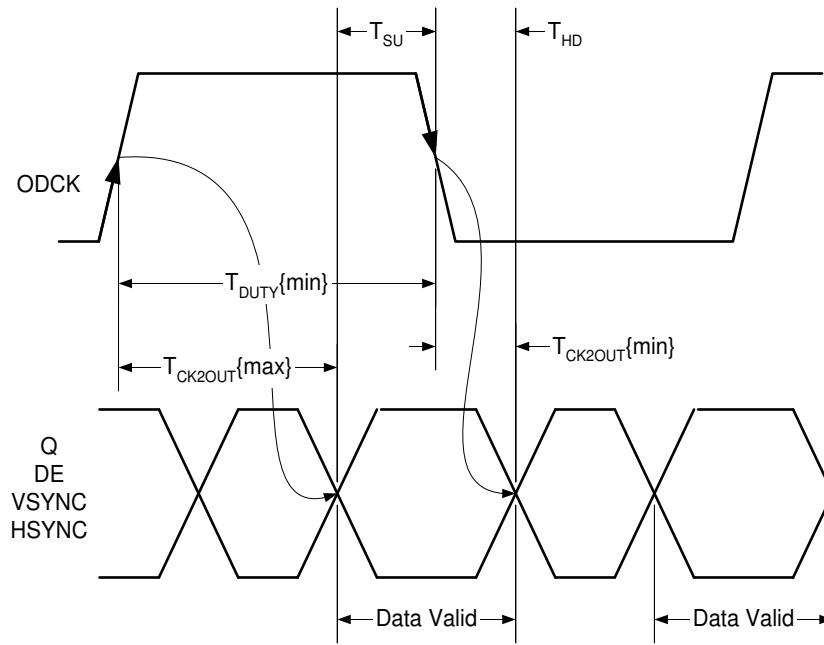 T_SU
T_HD
ODCK
T_DUTY{min}
T_CK2OUT{max}
T_CK2OUT{min}
Q
DE
VSYNC
HSYNC
Data Valid
Data Valid